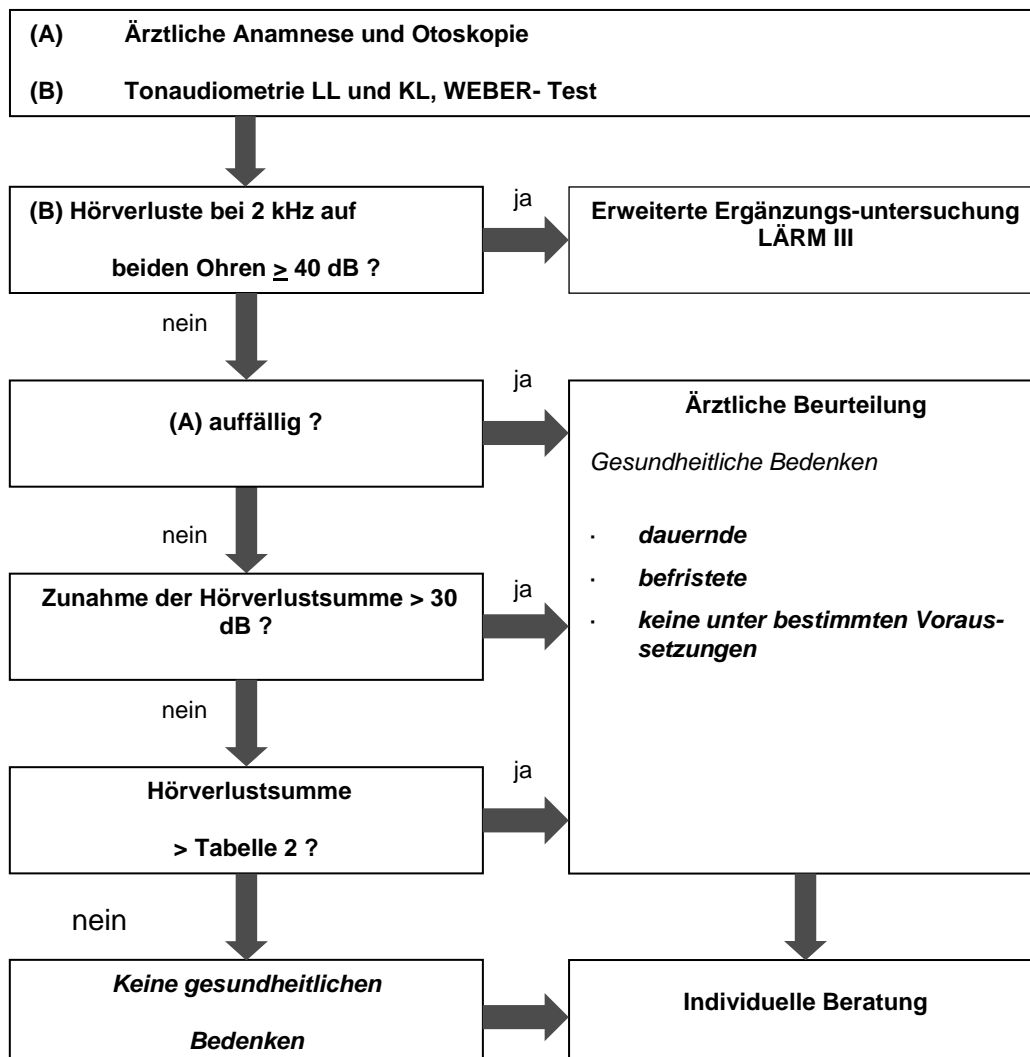 (A) Ärztliche Anamnese und Otoskopie
(B) Tonaudiometrie LL und KL, WEBER- Test
(B) Hörverluste bei 2 kHz auf
beiden Ohren ≥ 40 dB ?
ja
Erweiterte Ergänzungs-untersuchung
LÄRM III
nein
(A) auffällig ?
ja
Ärztliche Beurteilung
Gesundheitliche Bedenken
· dauernde
· befristete
· keine unter bestimmten Voraus-
setzungen
nein
Zunahme der Hörverlustsumme > 30
dB ?
ja
nein
Hörverlustsumme
> Tabelle 2 ?
ja
nein
Keine gesundheitlichen
Bedenken
Individuelle Beratung